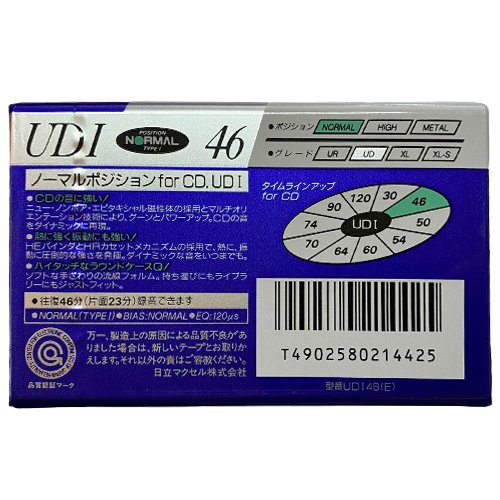 UDI
POSITION
NORMAL
TYPE I
46
●ポジション NORMAL HIGH METAL
●グレード UR UD XL XL-S
ノーマルポジション for CD, UD I
●CDの音に強い!
ニュー・ノンポア・エピタキシャル磁性体の採用とマルチオリ
エンテーション技術により、グーンとパワーアップ。CDの音
をダイナミックに再現。
●熱に強く振動にも強い!
HEバインダとHRカセットメカニズムの採用で、熱に、振
動に圧倒的な強さを発揮。ダイナミックな音をいつまでも。
●ハイタッチなラウンドケースQ!
ソフトな手ざわりの流線フォルム。持ち運びにもライブラ
リーにもジャストフィット。
●往復46分(片面23分)録音できます
●NORMAL(TYPE I) ●BIAS:NORMAL ●EQ:120μs
タイムラインアップ
for CD
UDI
30
46
50
54
60
64
70
74
90
120
万一、製造上の原因による品質不良があ
りました場合は、新しいテープとお取りか
えします。それ以外の責はご容赦ください。
日立マクセル株式会社
品質認証マーク
T4902580214425
型番UDI46(E)